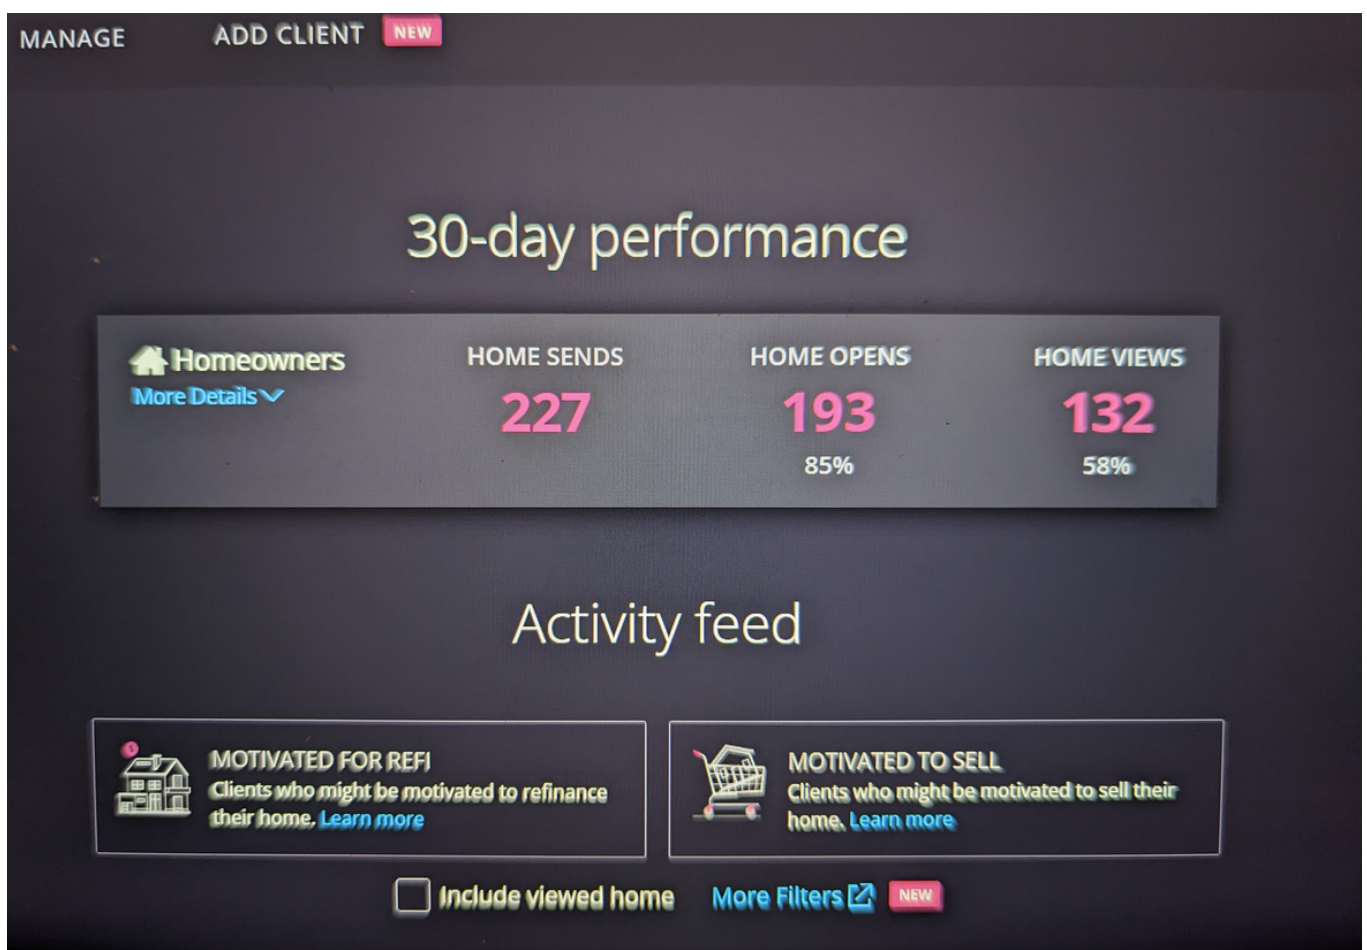 MANAGE ADD CLIENT NEW
30-day performance
Homeowners HOME SENDS HOME OPENS HOME VIEWS
More Details 227 193 132
85% 58%
Activity feed
MOTIVATED FOR REFI
Clients who might be motivated to refinance
their home. Learn more
MOTIVATED TO SELL
Clients who might be motivated to sell their
home. Learn more
Include viewed home More Filters NEW